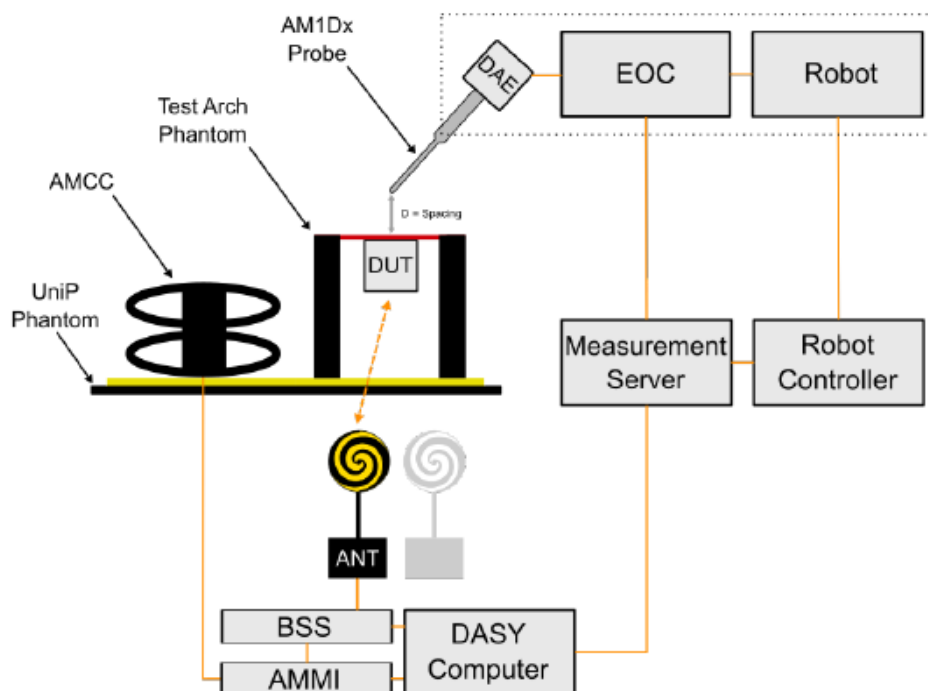 AM1Dx
Probe
DAE
EOC
Robot
Test Arch
Phantom
AMCC
D = Spacing
DUT
UniP
Phantom
Measurement
Server
Robot
Controller
ANT
BSS
DASY
Computer
AMMI